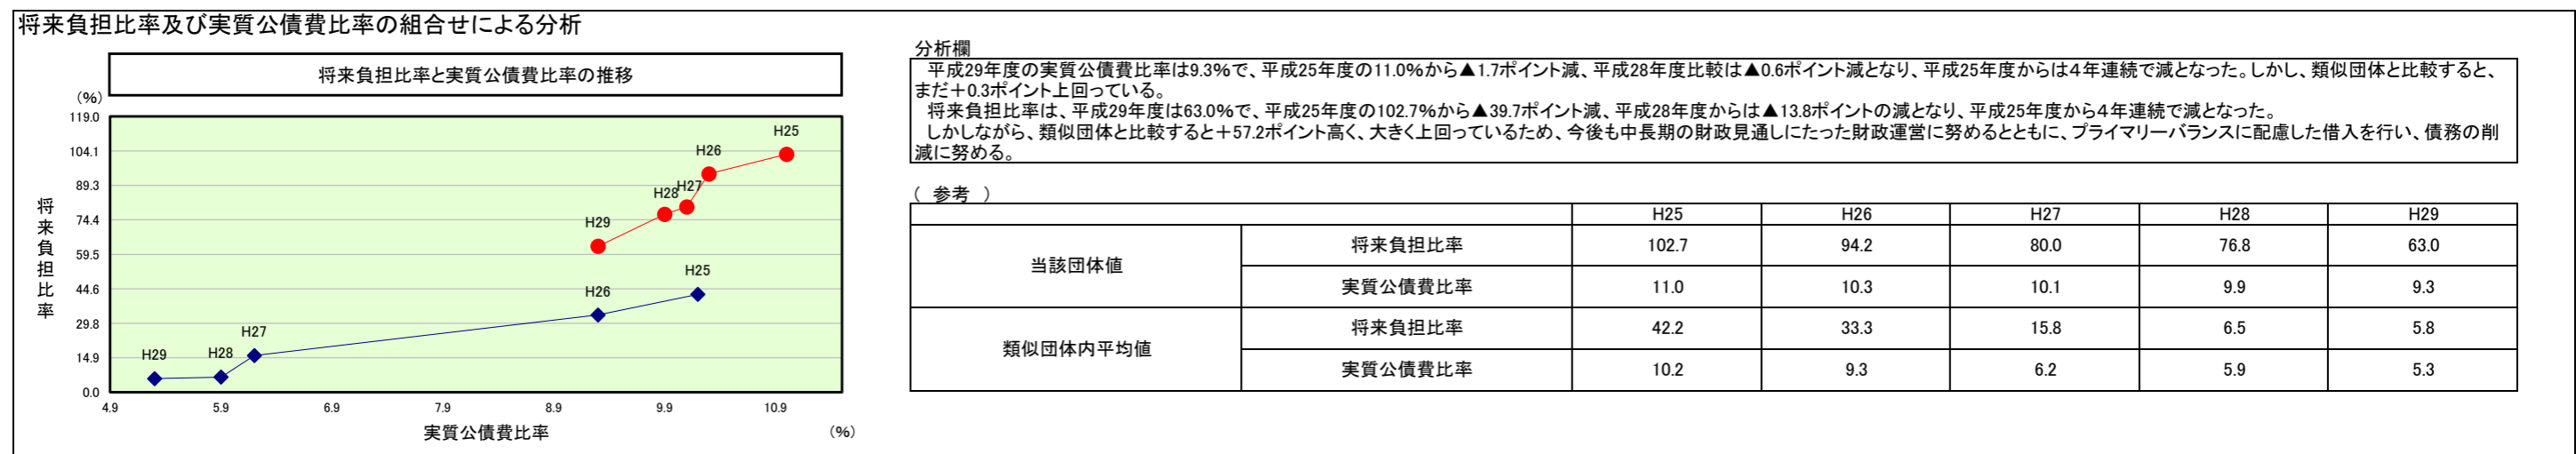 将来負担比率及び実質公債費比率の組合せによる分析
将来負担比率と実質公債費比率の推移
(%)
119.0
104.1
89.3
74.4
59.5
44.6
29.8
14.9
0.0
将来負担比率
H25
H26
H27
H28
H29
H25
H26
H27
H28
H29
4.9 5.9 6.9 7.9 8.9 9.9 10.9
実質公債費比率 (%)
分析欄
平成29年度の実質公債費比率は9.3%で、平成25年度の11.0%から▲1.7ポイント減、平成28年度比較は▲0.6ポイント減となり、平成25年度からは4年連続で減となった。しかし、類似団体と比較すると、
まだ+0.3ポイント上回っている。
将来負担比率は、平成29年度は63.0%で、平成25年度の102.7%から▲39.7ポイント減、平成28年度からは▲13.8ポイントの減となり、平成25年度から4年連続で減となった。
しかしながら、類似団体と比較すると+57.2ポイント高く、大きく上回っているため、今後も中長期の財政見通しにたった財政運営に努めるとともに、プライマリーバランスに配慮した借入を行い、債務の削
減に努める。
( 参考 )
H25 H26 H27 H28 H29
当該団体値
将来負担比率 102.7 94.2 80.0 76.8 63.0
実質公債費比率 11.0 10.3 10.1 9.9 9.3
類似団体内平均値
将来負担比率 42.2 33.3 15.8 6.5 5.8
実質公債費比率 10.2 9.3 6.2 5.9 5.3